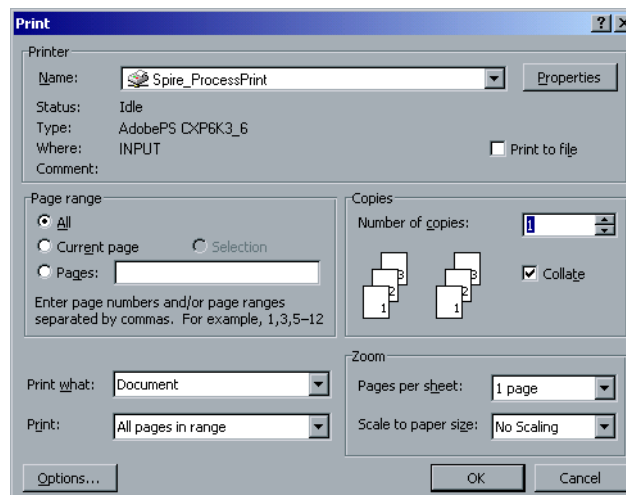 Print
Printer
Name: Spire_ProcessPrint Properties
Status: Idle
Type: AdobePS CXP6K3_6
Where: INPUT Print to file
Comment:
Page range
All
Current page Selection
Pages:
Enter page numbers and/or page ranges
separated by commas. For example, 1,3,5–12
Copies
Number of copies: 1
1 2 3 1 2 3 Collate
Print what: Document
Print: All pages in range
Zoom
Pages per sheet: 1 page
Scale to paper size: No Scaling
Options... OK Cancel